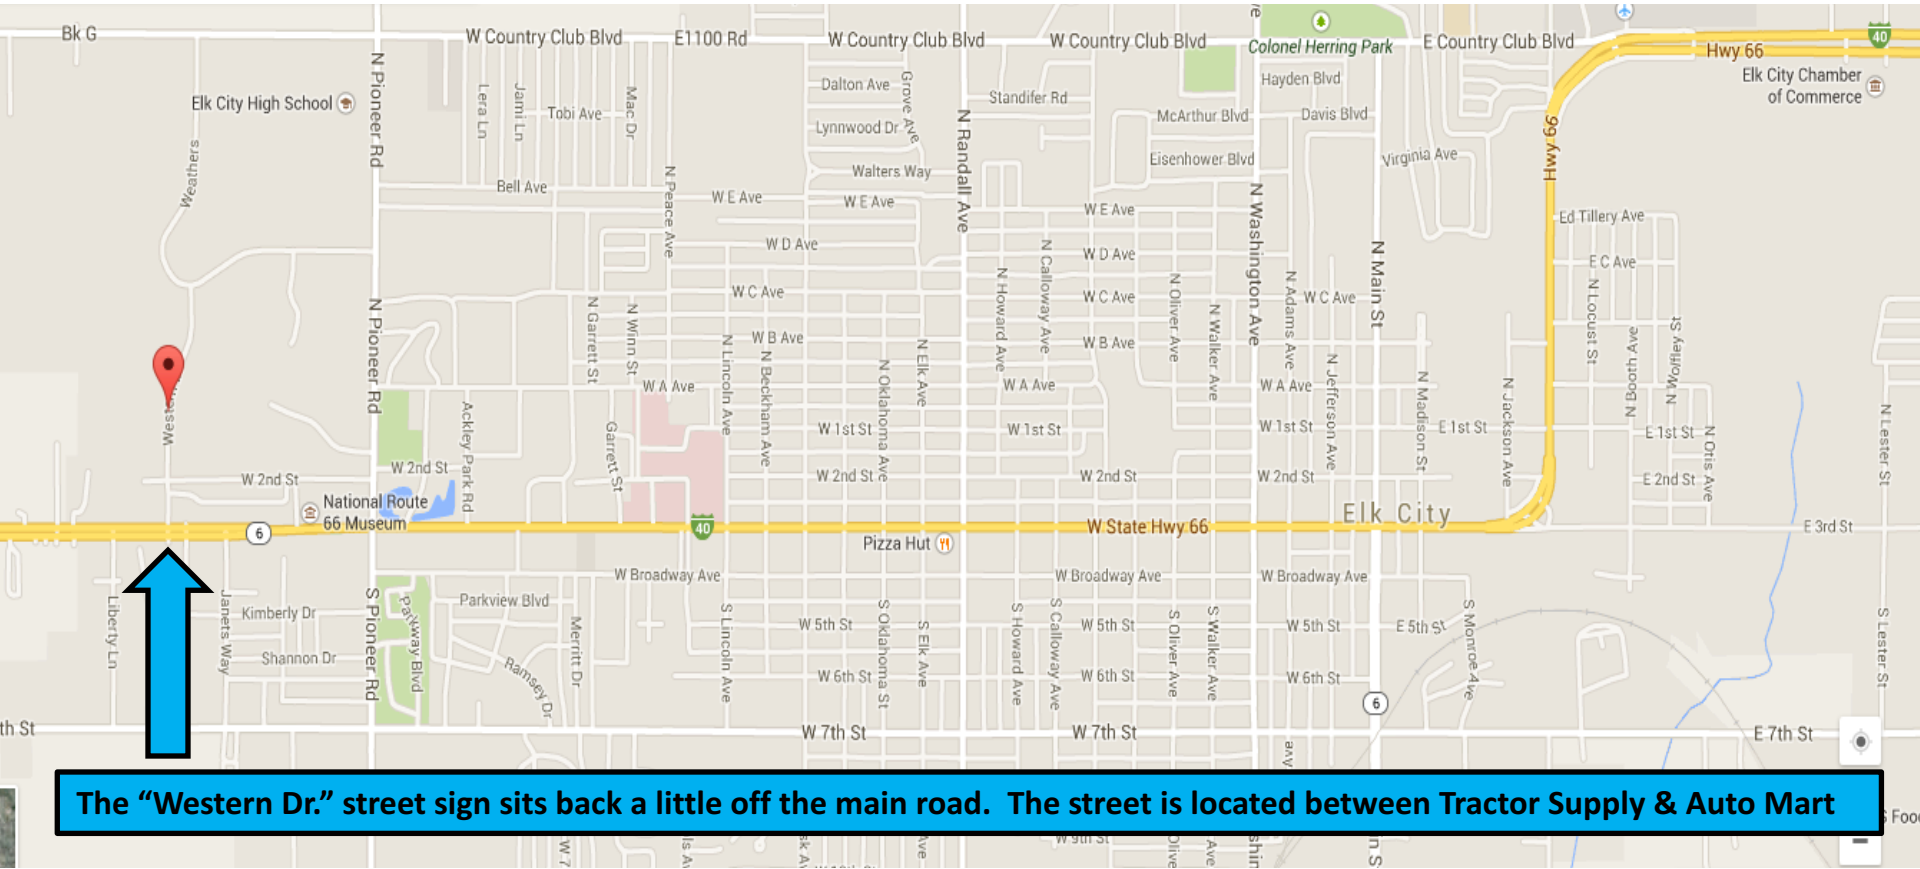 Bk G
W Country Club Blvd
E1100 Rd
W Country Club Blvd
W Country Club Blvd
Colonel Herring Park
E Country Club Blvd
Hwy 66
40
Elk City Chamber
of Commerce
Elk City High School
N Pioneer Rd
Lera Ln
Jami Ln
Tobi Ave
Mac Dr
Dalton Ave
Grove Ave
Lynnwood Dr
Standifer Rd
N Randall Ave
Hayden Blvd
McArthur Blvd
Davis Blvd
Hwy 66
Weathers
Walters Way
Eisenhower Blvd
Virginia Ave
Bell Ave
N Peace Ave
W E Ave
W E Ave
W E Ave
N Washington Ave
Ed Tillery Ave
W D Ave
W D Ave
N Calloway Ave
N Howard Ave
N Main St
E C Ave
W C Ave
W C Ave
W C Ave
N Oliver Ave
N Walker Ave
N Adams Ave
N Locust St
N Pioneer Rd
N Garrett St
N Winn St
W B Ave
W B Ave
N Lincoln Ave
N Beckham Ave
N Oklahoma Ave
N Elk Ave
N Jefferson Ave
N Madison St
N Jackson Ave
N Booth Ave
N Wolfley St
W A Ave
W A Ave
W A Ave
Ackley Park Rd
Garrett St
W 1st St
W 1st St
W 1st St
E 1st St
E 1st St
N Otis Ave
N Lester St
W 2nd St
W 2nd St
W 2nd St
W 2nd St
W 2nd St
E 2nd St
National Route
66 Museum
6
40
W State Hwy 66
Elk City
E 3rd St
Pizza Hut
W Broadway Ave
W Broadway Ave
W Broadway Ave
Liberty Ln
Janets Way
Kimberly Dr
S Pioneer Rd
Parkway Blvd
Parkview Blvd
Merritt Dr
Ramsey Dr
Shannon Dr
S Lincoln Ave
W 5th St
S Oklahoma St
S Elk Ave
S Howard Ave
S Calloway Ave
W 5th St
S Oliver Ave
S Walker Ave
W 5th St
E 5th St
S Monroe Ave
S Lester St
W 6th St
W 6th St
W 6th St
6
th St
W 7th St
W 7th St
E 7th St
The “Western Dr.” street sign sits back a little off the main road. The street is located between Tractor Supply & Auto Mart